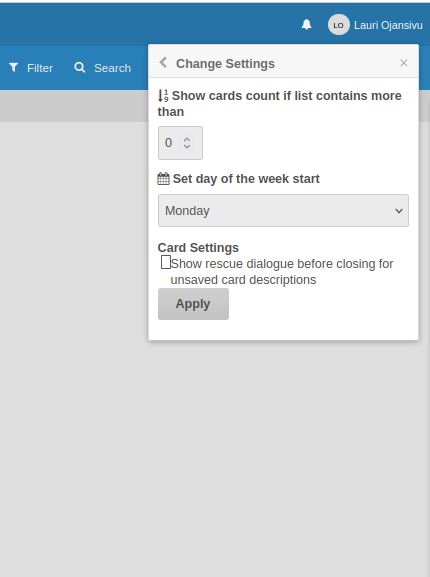 LO Lauri Ojansivu
Filter Search
Change Settings ×
Show cards count if list contains more
than
0
Set day of the week start
Monday
Card Settings
Show rescue dialogue before closing for
unsaved card descriptions
Apply